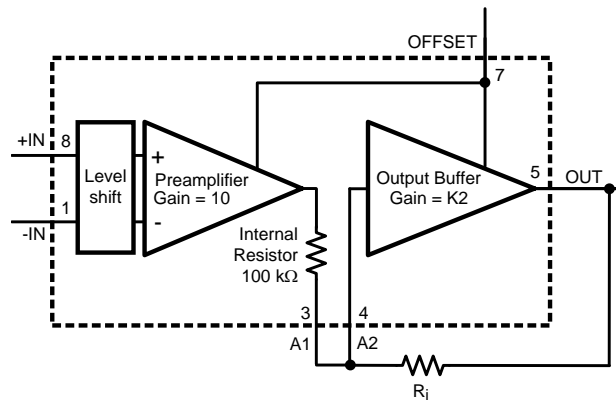 OFFSET
7
+IN
8
Level
shift
+
-
Preamplifier
Gain = 10
Output Buffer
Gain = K2
5
OUT
1
-IN
Internal
Resistor
100 kΩ
3
4
A1
A2
Ri